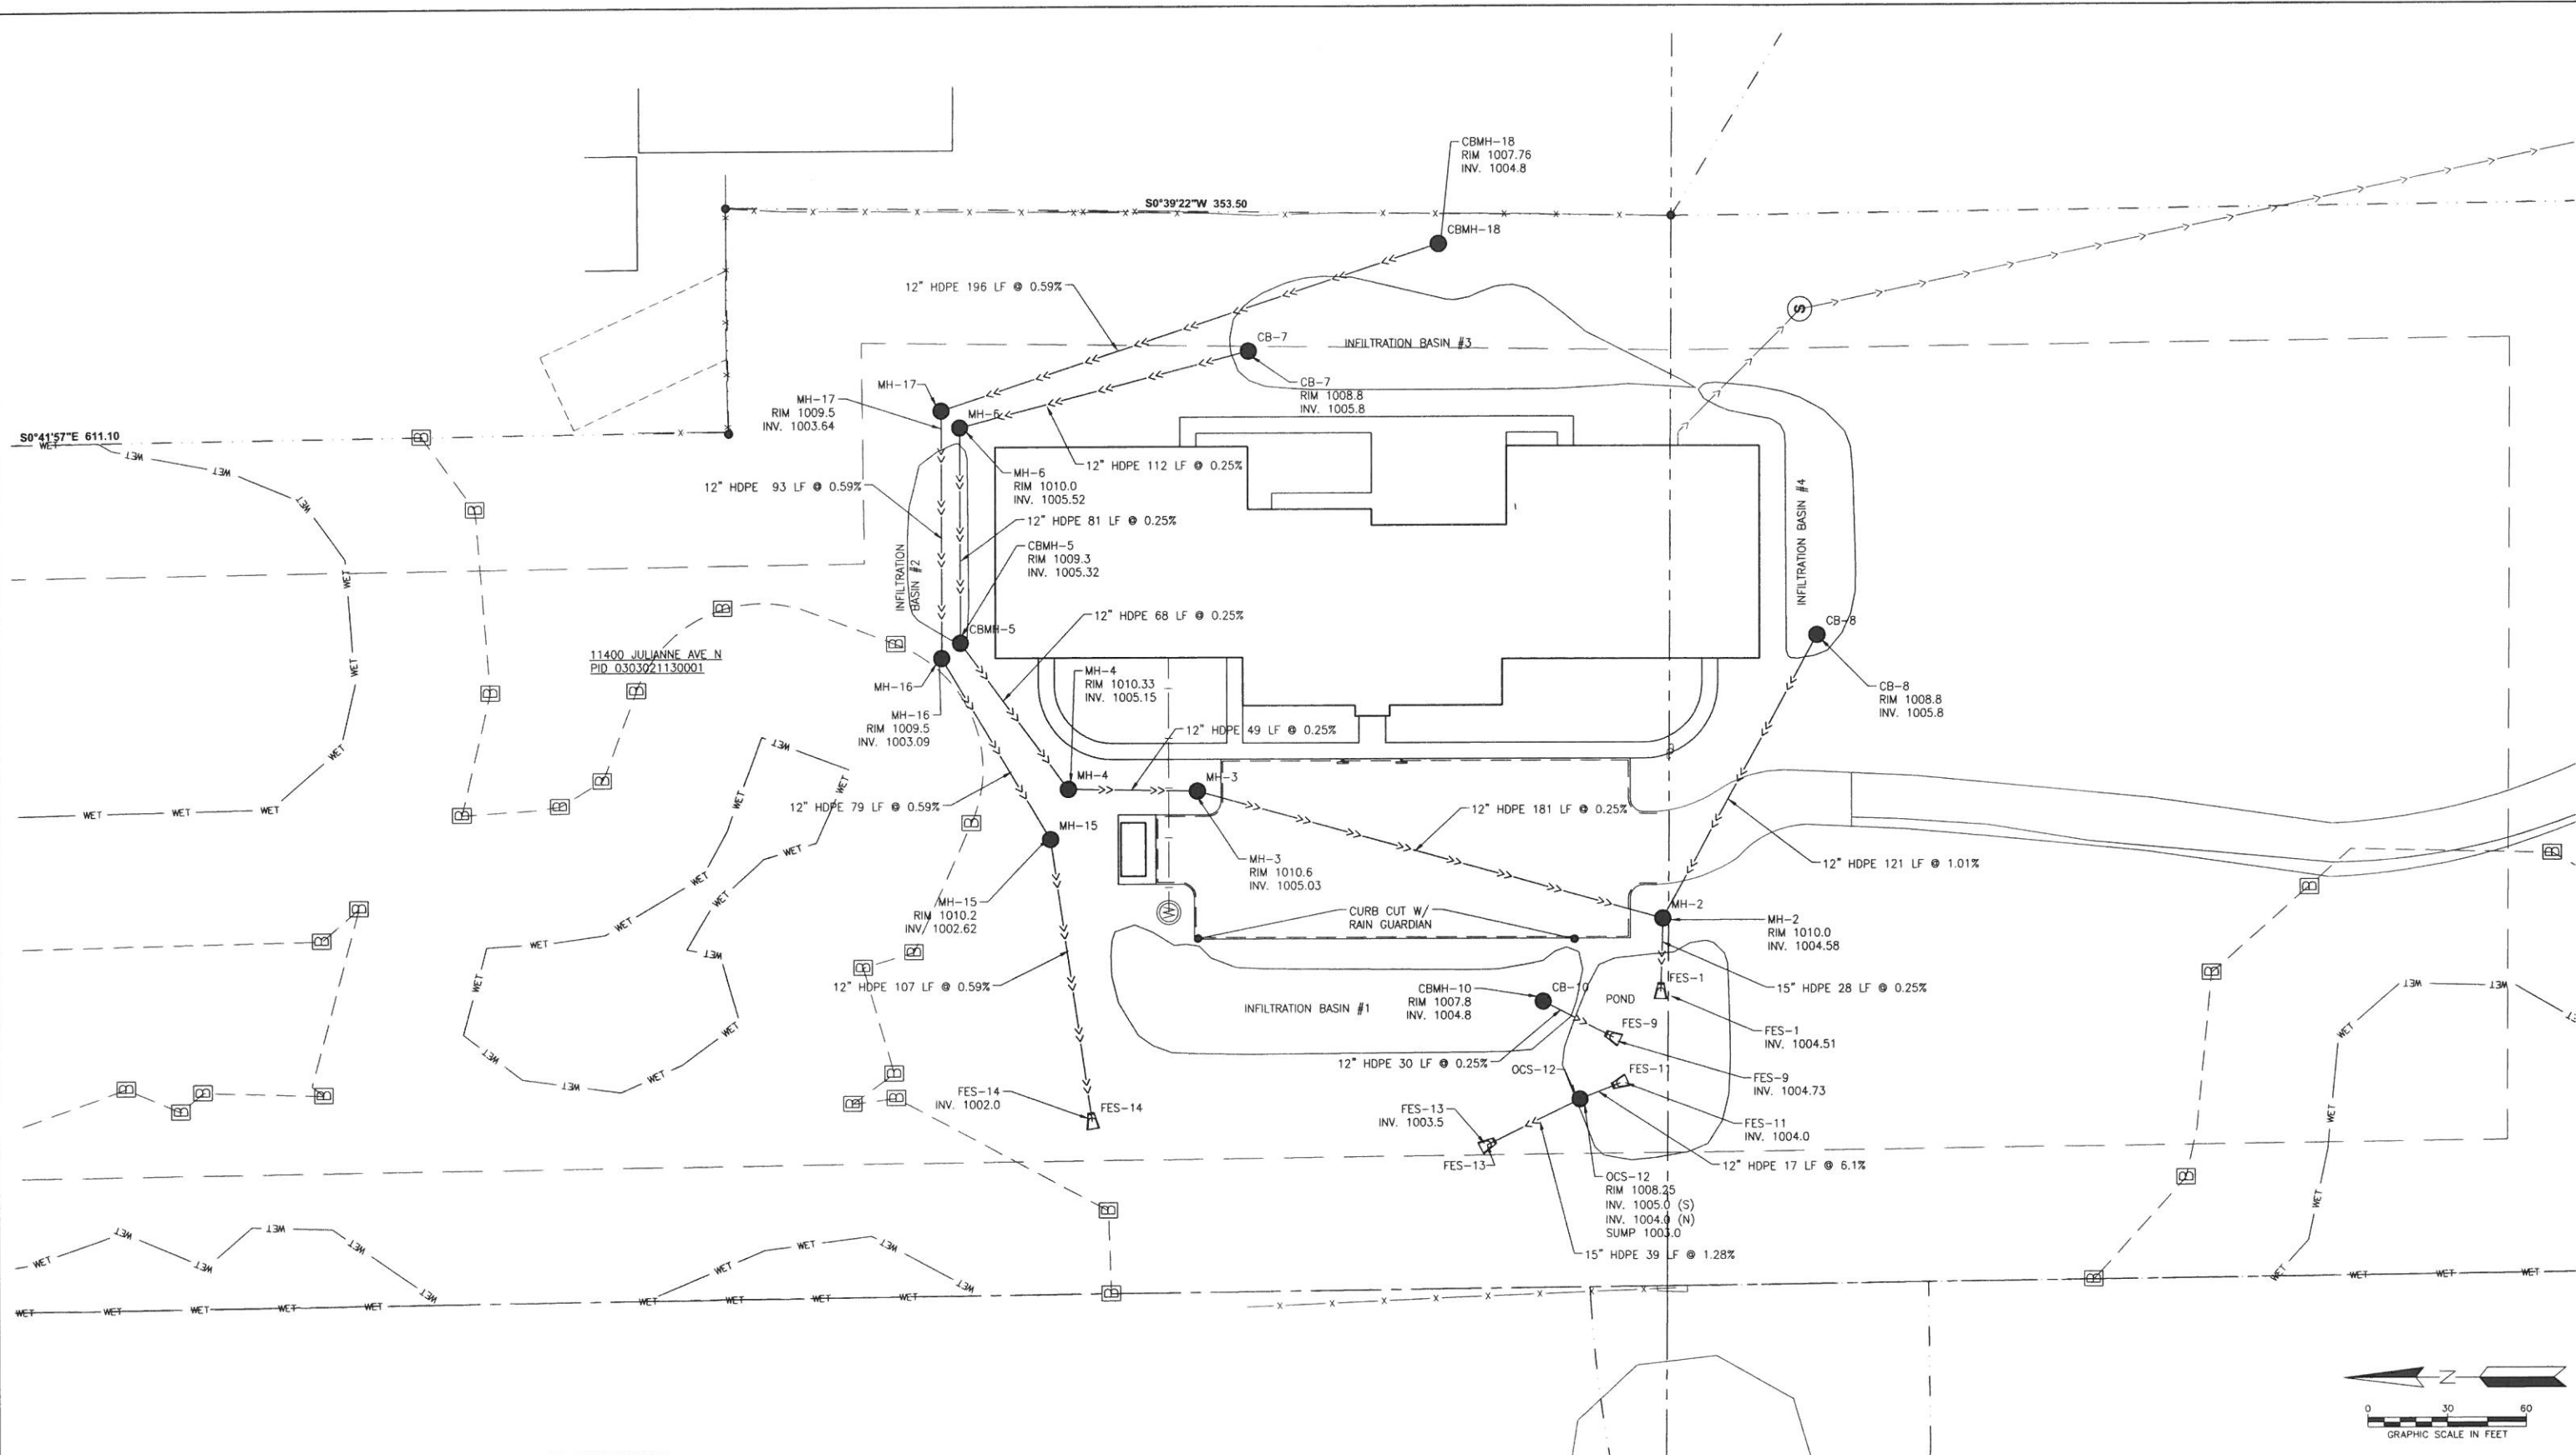 CBMH-18
RIM 1007.76
INV. 1004.8
S0°39'22"W 353.50
CBMH-18
12" HDPE 196 LF @ 0.59%
S
INFILTRATION BASIN #3
CB-7
CB-7
RIM 1008.8
INV. 1005.8
MH-17
MH-17
RIM 1009.5
INV. 1003.64
MH-6
S0°41'57"E 611.10
12" HDPE 112 LF @ 0.25%
MH-6
RIM 1010.0
INV. 1005.52
12" HDPE 93 LF @ 0.59%
12" HDPE 81 LF @ 0.25%
CBMH-5
RIM 1009.3
INV. 1005.32
INFILTRATION
BASIN #2
INFILTRATION BASIN #4
12" HDPE 68 LF @ 0.25%
CBMH-5
CB-8
11400 JULIANNE AVE N
PID 0303021130001
MH-4
RIM 1010.33
INV. 1005.15
MH-16
CB-8
RIM 1008.8
INV. 1005.8
MH-16
RIM 1009.5
INV. 1003.09
12" HDPE 49 LF @ 0.25%
MH-4
MH-3
12" HDPE 79 LF @ 0.59%
12" HDPE 181 LF @ 0.25%
MH-15
MH-3
RIM 1010.6
INV. 1005.03
12" HDPE 121 LF @ 1.01%
MH-15
RIM 1010.2
INV. 1002.62
W
CURB CUT W/
RAIN GUARDIAN
MH-2
MH-2
RIM 1010.0
INV. 1004.58
12" HDPE 107 LF @ 0.59%
FES-1
CBMH-10
RIM 1007.8
INV. 1004.8
CB-10
POND
15" HDPE 28 LF @ 0.25%
INFILTRATION BASIN #1
FES-9
FES-1
INV. 1004.51
12" HDPE 30 LF @ 0.25%
OCS-12
FES-11
FES-9
INV. 1004.73
FES-14
INV. 1002.0
FES-14
FES-13
INV. 1003.5
FES-11
INV. 1004.0
FES-13
12" HDPE 17 LF @ 6.1%
OCS-12
RIM 1008.25
INV. 1005.0 (S)
INV. 1004.0 (N)
SUMP 1003.0
15" HDPE 39 LF @ 1.28%
WET
WET
WET
WET
WET
WET
B
B
B
B
Z
0 30 60
GRAPHIC SCALE IN FEET